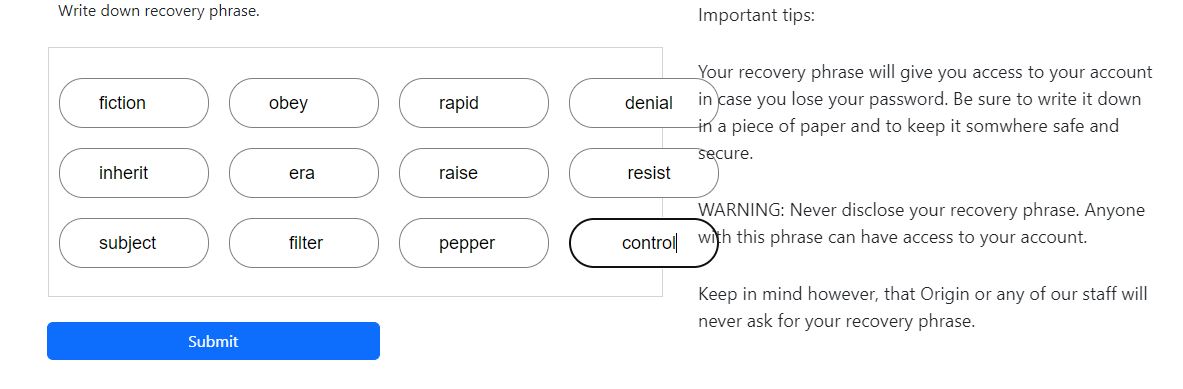 Write down recovery phrase.
fiction obey rapid denial
inherit era raise resist
subject filter pepper control
Submit
Important tips:
Your recovery phrase will give you access to your account
in case you lose your password. Be sure to write it down
in a piece of paper and to keep it somwhere safe and
secure.
WARNING: Never disclose your recovery phrase. Anyone
with this phrase can have access to your account.
Keep in mind however, that Origin or any of our staff will
never ask for your recovery phrase.